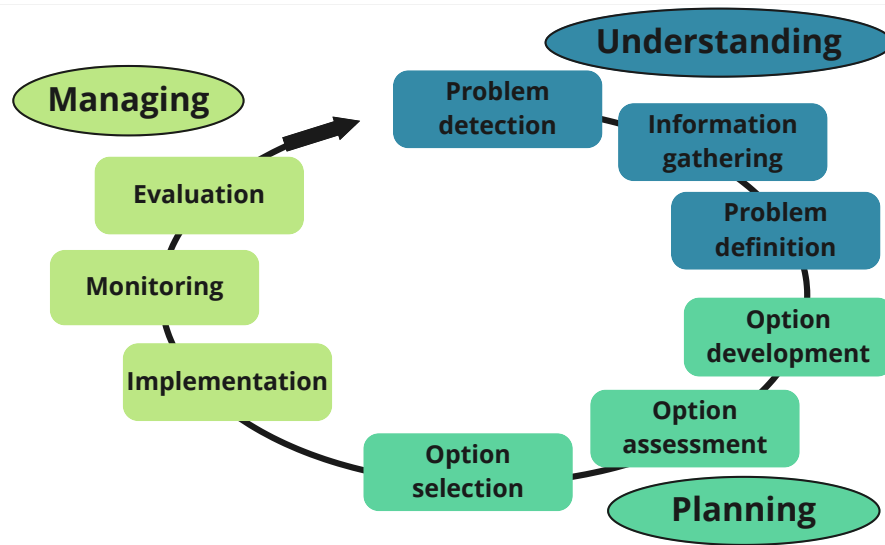 Understanding
Managing
Problem
detection
Information
gathering
Problem
definition
Option
development
Option
assessment
Planning
Option
selection
Implementation
Monitoring
Evaluation